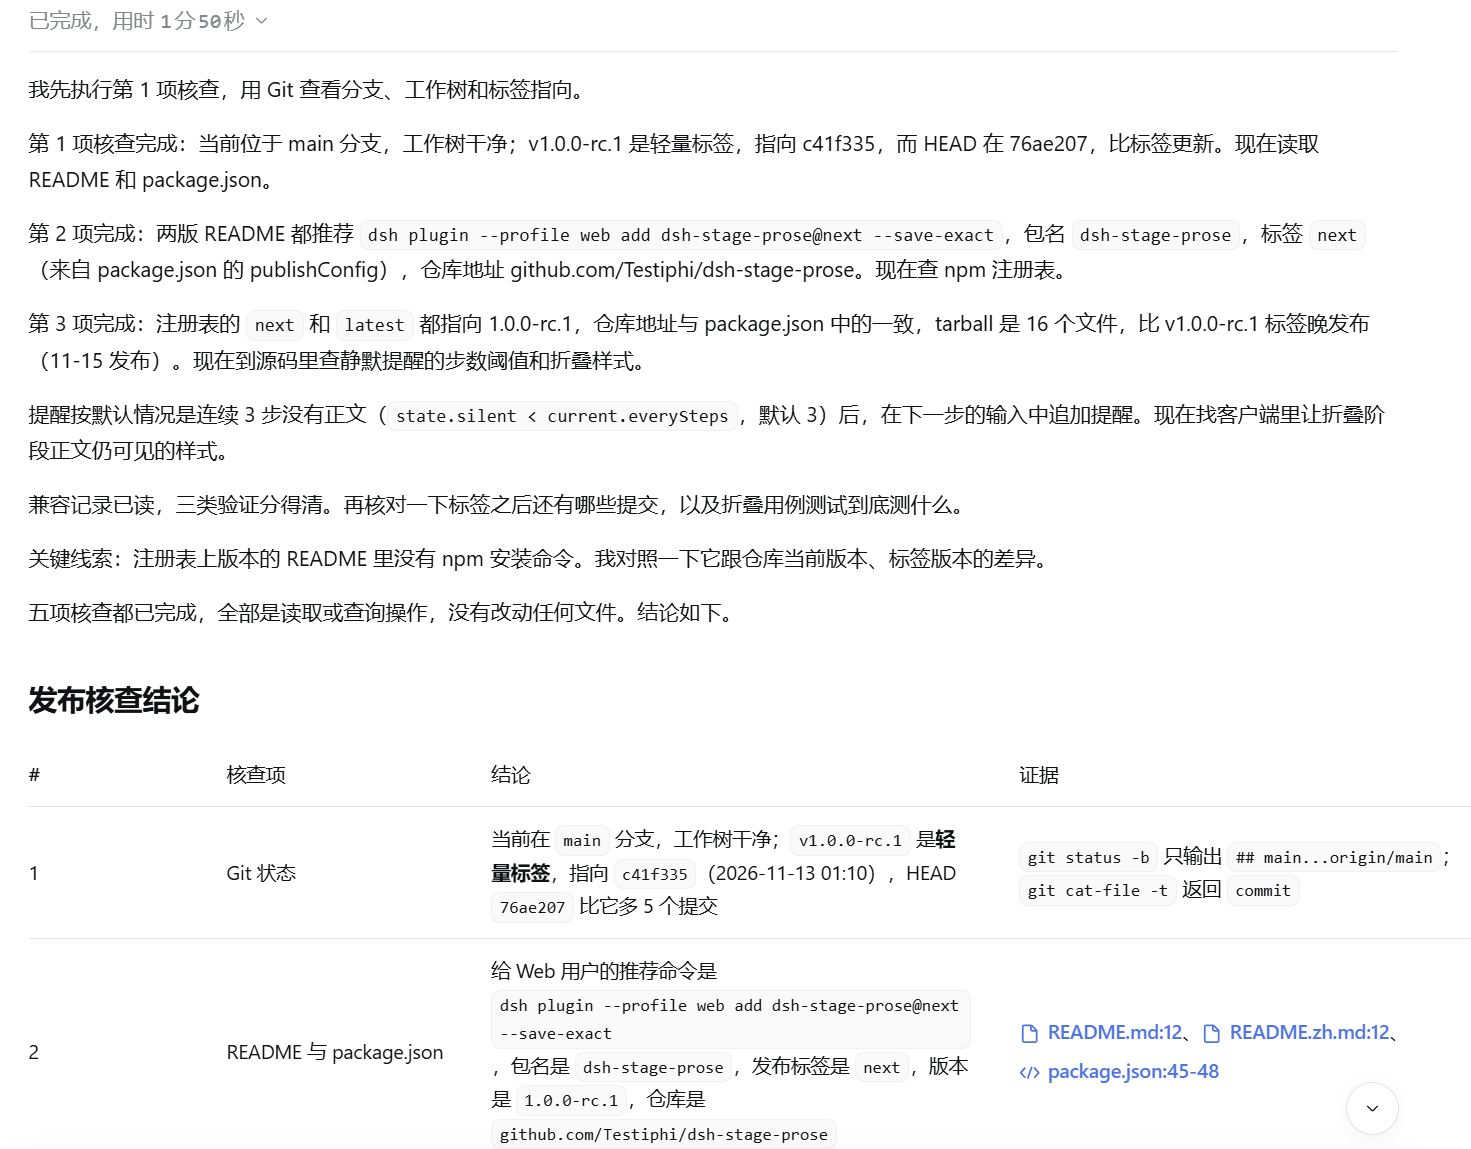 已完成，用时 1分50秒
我先执行第 1 项核查，用 Git 查看分支、工作树和标签指向。
第 1 项核查完成：当前位于 main 分支，工作树干净；v1.0.0-rc.1 是轻量标签，指向 c41f335，而 HEAD 在 76ae207，比标签更新。现在读取
README 和 package.json。
第 2 项完成：两版 README 都推荐 dsh plugin --profile web add dsh-stage-prose@next --save-exact，包名 dsh-stage-prose，标签 next
（来自 package.json 的 publishConfig），仓库地址 github.com/Testiphi/dsh-stage-prose。现在查 npm 注册表。
第 3 项完成：注册表的 next 和 latest 都指向 1.0.0-rc.1，仓库地址与 package.json 中的一致，tarball 是 16 个文件，比 v1.0.0-rc.1 标签晚发布
（11-15 发布）。现在到源码里查静默提醒的步数阈值和折叠样式。
提醒按默认情况是连续 3 步没有正文（state.silent < current.everySteps，默认 3）后，在下一步的输入中追加提醒。现在找客户端里让折叠阶
段正文仍可见的样式。
兼容记录已读，三类验证分得清。再核对一下标签之后还有哪些提交，以及折叠用例测试到底测什么。
关键线索：注册表上版本的 README 里没有 npm 安装命令。我对照一下它跟仓库当前版本、标签版本的差异。
五项核查都已完成，全部是读取或查询操作，没有改动任何文件。结论如下。
发布核查结论
# 核查项 结论 证据
1
Git 状态
当前在 main 分支，工作树干净；v1.0.0-rc.1 是轻
量标签，指向 c41f335（2026-11-13 01:10），HEAD
76ae207 比它多 5 个提交
git status -b 只输出 ## main...origin/main；
git cat-file -t 返回 commit
2
README 与 package.json
给 Web 用户的推荐命令是
dsh plugin --profile web add dsh-stage-prose@next
--save-exact
，包名是 dsh-stage-prose，发布标签是 next，版本
是 1.0.0-rc.1，仓库是
github.com/Testiphi/dsh-stage-prose
README.md:12、README.zh.md:12、
package.json:45-48